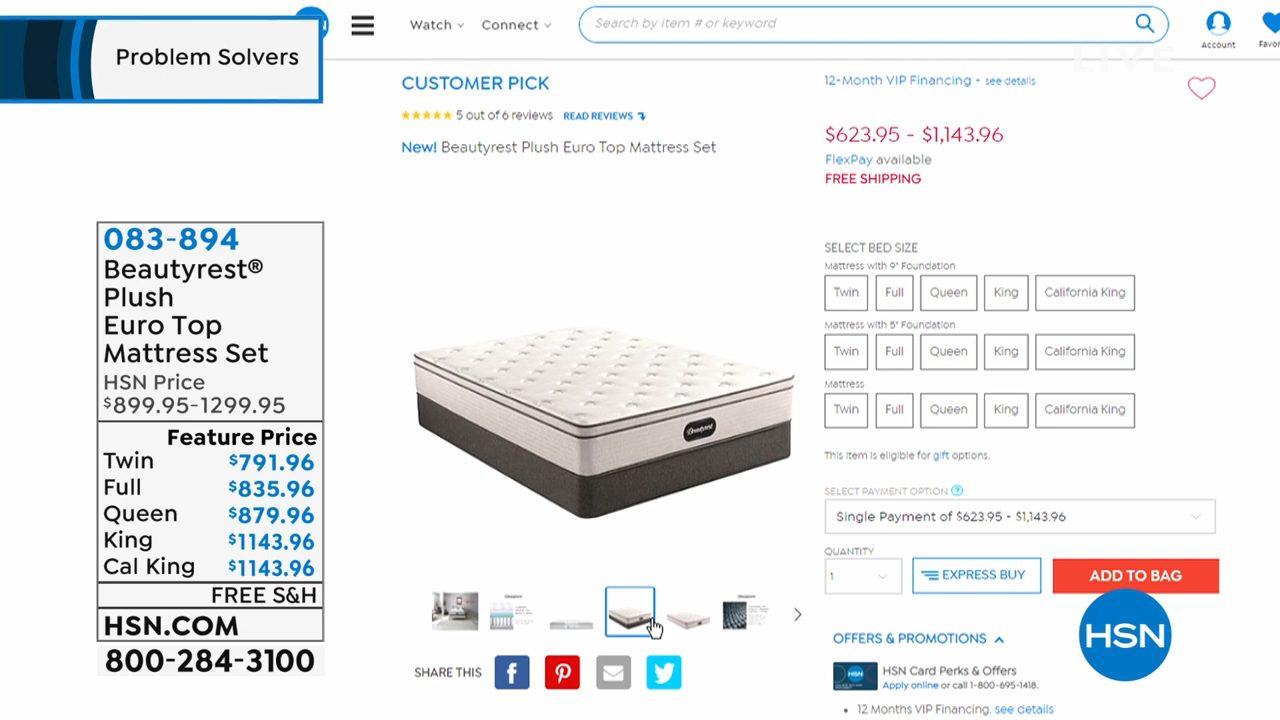 Problem Solvers
Watch
Connect
Search by item # or keyword
Account
LIVE
083-894
Beautyrest®
Plush
Euro Top
Mattress Set
HSN Price
$899.95-1299.95
Feature Price
Twin $791.96
Full $835.96
Queen $879.96
King $1143.96
Cal King $1143.96
FREE S&H
HSN.COM
800-284-3100
CUSTOMER PICK
5 out of 6 reviews READ REVIEWS
New! Beautyrest Plush Euro Top Mattress Set
Beautyrest
SHARE THIS
12-Month VIP Financing - see details
$623.95 - $1,143.96
FlexPay available
FREE SHIPPING
SELECT BED SIZE
Mattress with 9" Foundation
Twin Full Queen King California King
Mattress with 5" Foundation
Twin Full Queen King California King
Mattress
Twin Full Queen King California King
This item is eligible for gift options.
SELECT PAYMENT OPTION ?
Single Payment of $623.95 - $1,143.96
QUANTITY
1
EXPRESS BUY
ADD TO BAG
HSN
OFFERS & PROMOTIONS
HSN Card Perks & Offers
Apply online or call 1-800-695-1418.
• 12 Months VIP Financing. see details